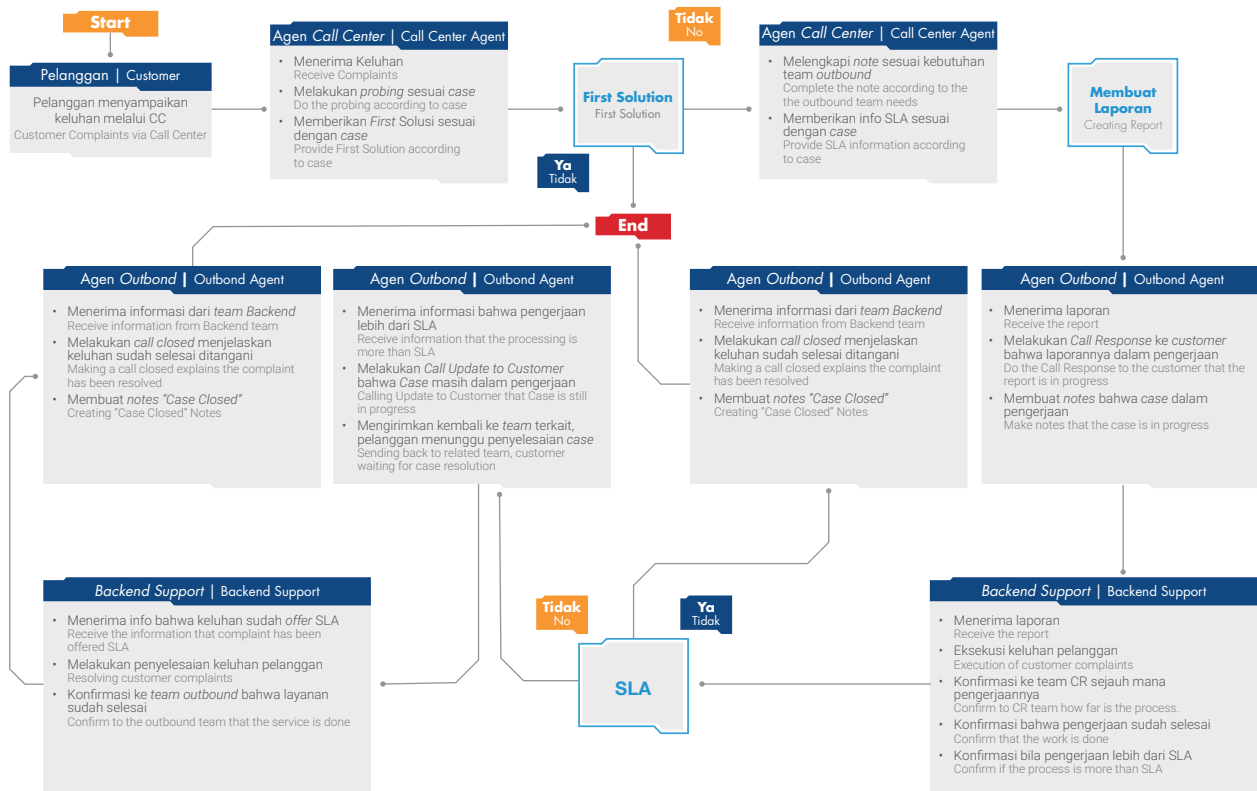 Start
Pelanggan | Customer
Pelanggan menyampaikan
keluhan melalui CC
Customer Complaints via Call Center
Agen Call Center | Call Center Agent
• Menerima Keluhan
Receive Complaints
• Melakukan probing sesuai case
Do the probing according to case
• Memberikan First Solusi sesuai
dengan case
Provide First Solution according
to case
First Solution
First Solution
Tidak
No
Ya
Tidak
Agen Call Center | Call Center Agent
• Melengkapi note sesuai kebutuhan
team outbound
Complete the note according to the
the outbound team needs
• Memberikan info SLA sesuai
dengan case
Provide SLA information according
to case
Membuat
Laporan
Creating Report
End
Agen Outbond | Outbond Agent
• Menerima informasi dari team Backend
Receive information from Backend team
• Melakukan call closed menjelaskan
keluhan sudah selesai ditangani
Making a call closed explains the complaint
has been resolved
• Membuat notes "Case Closed"
Creating "Case Closed" Notes
Agen Outbond | Outbond Agent
• Menerima informasi bahwa pengerjaan
lebih dari SLA
Receive information that the processing is
more than SLA
• Melakukan Call Update to Customer
bahwa Case masih dalam pengerjaan
Calling Update to Customer that Case is still
in progress
• Mengirimkan kembali ke team terkait,
pelanggan menunggu penyelesaian case
Sending back to related team, customer
waiting for case resolution
Agen Outbond | Outbond Agent
• Menerima informasi dari team Backend
Receive information from Backend team
• Melakukan call closed menjelaskan
keluhan sudah selesai ditangani
Making a call closed explains the complaint
has been resolved
• Membuat notes "Case Closed"
Creating "Case Closed" Notes
Agen Outbond | Outbond Agent
• Menerima laporan
Receive the report
• Melakukan Call Response ke customer
bahwa laporannya dalam pengerjaan
Do the Call Response to the customer that the
report is in progress
• Membuat notes bahwa case dalam
pengerjaan
Make notes that the case is in progress
Backend Support | Backend Support
• Menerima info bahwa keluhan sudah offer SLA
Receive the information that complaint has been
offered SLA
• Melakukan penyelesaian keluhan pelanggan
Resolving customer complaints
• Konfirmasi ke team outbound bahwa layanan
sudah selesai
Confirm to the outbound team that the service is done
Tidak
No
Ya
Tidak
SLA
Backend Support | Backend Support
• Menerima laporan
Receive the report
• Eksekusi keluhan pelanggan
Execution of customer complaints
• Konfirmasi ke team CR sejauh mana
pengerjaannya
Confirm to CR team how far is the process.
• Konfirmasi bahwa pengerjaan sudah selesai
Confirm that the work is done
• Konfirmasi bila pengerjaan lebih dari SLA
Confirm if the process is more than SLA